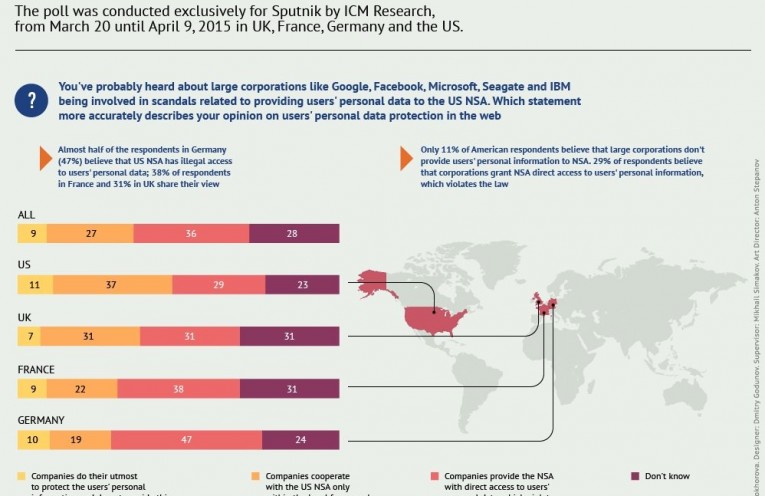 The poll was conducted exclusively for Sputnik by ICM Research,
from March 20 until April 9, 2015 in UK, France, Germany and the US.
?
You've probably heard about large corporations like Google, Facebook, Microsoft, Seagate and IBM
being involved in scandals related to providing users' personal data to the US NSA. Which statement
more accurately describes your opinion on users' personal data protection in the web
Almost half of the respondents in Germany
(47%) believe that US NSA has illegal access
to users' personal data; 38% of respondents
in France and 31% in UK share their view
Only 11% of American respondents believe that large corporations don't
provide users' personal information to NSA. 29% of respondents believe
that corporations grant NSA direct access to users' personal information,
which violates the law
ALL
9 27 36 28
US
11 37 29 23
UK
7 31 31 31
FRANCE
9 22 38 31
GERMANY
10 19 47 24
Companies do their utmost
to protect the users' personal
Companies cooperate
with the US NSA only
Companies provide the NSA
with direct access to users'
Don't know
Designer: Dmitry Godunov. Supervisor: Mikhail Simakov. Art Director: Anton Stepanov